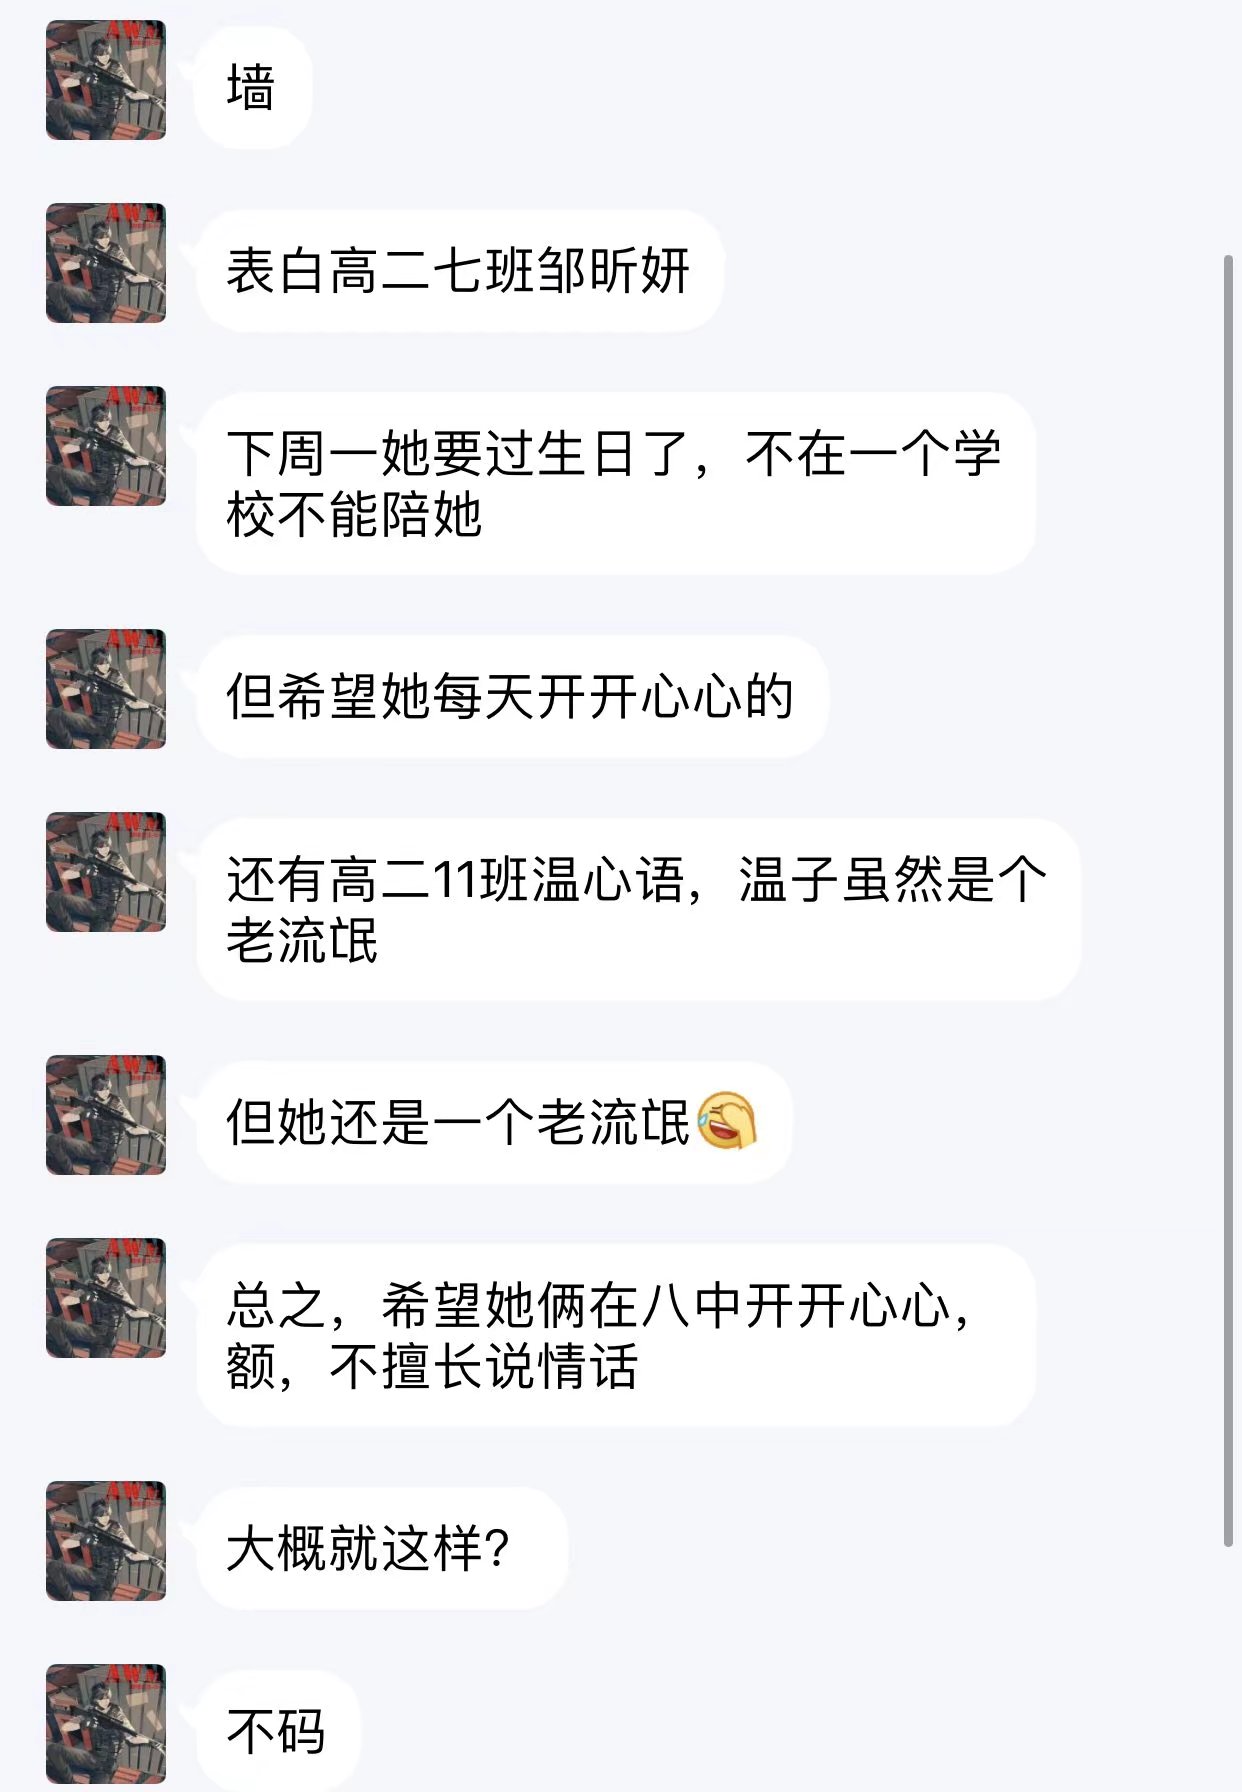 墙
表白高二七班邹昕妍
下周一她要过生日了，不在一个学
校不能陪她
但希望她每天开开心心的
还有高二11班温心语，温子虽然是个
老流氓
但她还是一个老流氓
总之，希望她俩在八中开开心心，
额，不擅长说情话
大概就这样?
不码